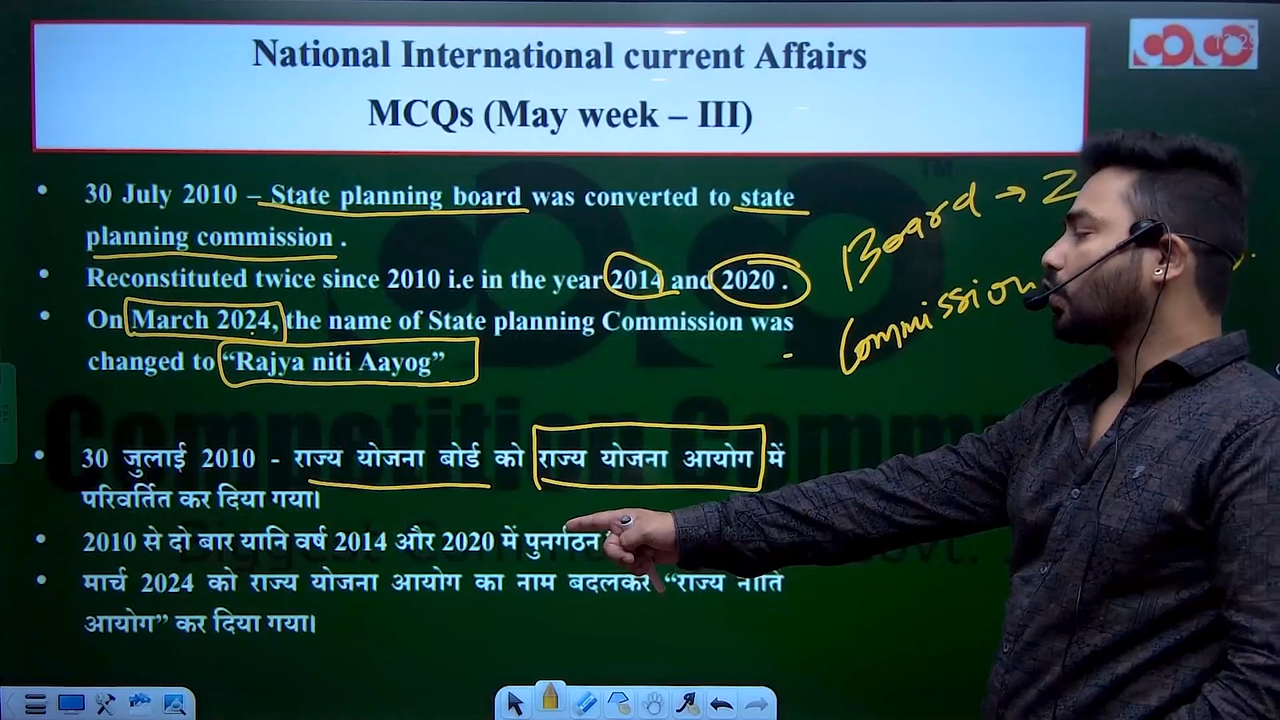 National International current Affairs
MCQs (May week – III)
• 30 July 2010 – State planning board was converted to state
planning commission .
• Reconstituted twice since 2010 i.e in the year 2014 and 2020 .
• On March 2024, the name of State planning Commission was
changed to “Rajya niti Aayog”
Board →
Commission
• 30 जुलाई 2010 - राज्य योजना बोर्ड को राज्य योजना आयोग में
परिवर्तित कर दिया गया।
• 2010 से दो बार यानि वर्ष 2014 और 2020 में पुनर्गठन
• मार्च 2024 को राज्य योजना आयोग का नाम बदलकर “राज्य नीति
आयोग” कर दिया गया।